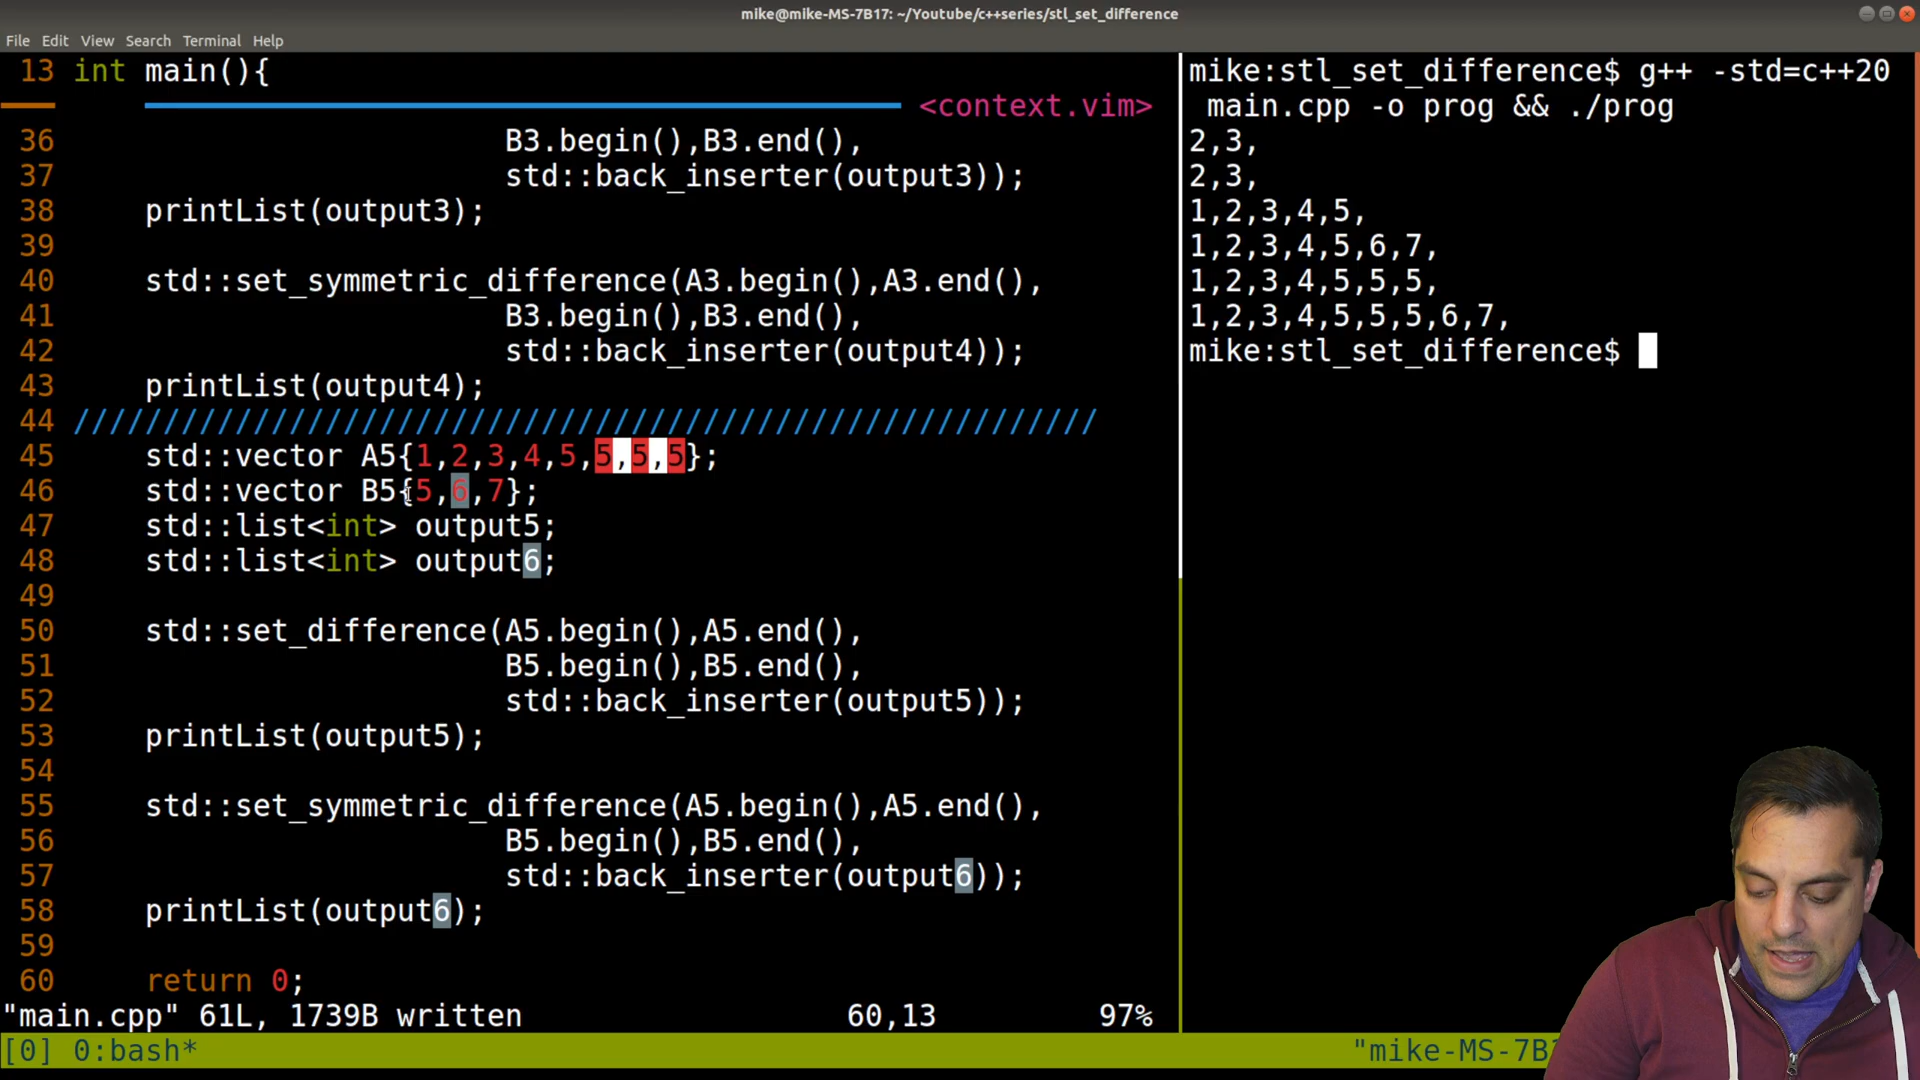 mike@mike-MS-7B17: ~/Youtube/c++series/stl_set_difference
File Edit View Search Terminal Help
13 int main(){
<context.vim>
36 B3.begin(),B3.end(),
37 std::back_inserter(output3));
38 printList(output3);
39
40 std::set_symmetric_difference(A3.begin(),A3.end(),
41 B3.begin(),B3.end(),
42 std::back_inserter(output4));
43 printList(output4);
44 /////////////////////////////////////////////////////////
45 std::vector A5{1,2,3,4,5,5,5,5};
46 std::vector B5{5,6,7};
47 std::list<int> output5;
48 std::list<int> output6;
49
50 std::set_difference(A5.begin(),A5.end(),
51 B5.begin(),B5.end(),
52 std::back_inserter(output5));
53 printList(output5);
54
55 std::set_symmetric_difference(A5.begin(),A5.end(),
56 B5.begin(),B5.end(),
57 std::back_inserter(output6));
58 printList(output6);
59
60 return 0;
"main.cpp" 61L, 1739B written 60,13 97%
mike:stl_set_difference$ g++ -std=c++20
main.cpp -o prog && ./prog
2,3,
2,3,
1,2,3,4,5,
1,2,3,4,5,6,7,
1,2,3,4,5,5,5,
1,2,3,4,5,5,5,6,7,
mike:stl_set_difference$
[0] 0:bash* "mike-MS-7B1